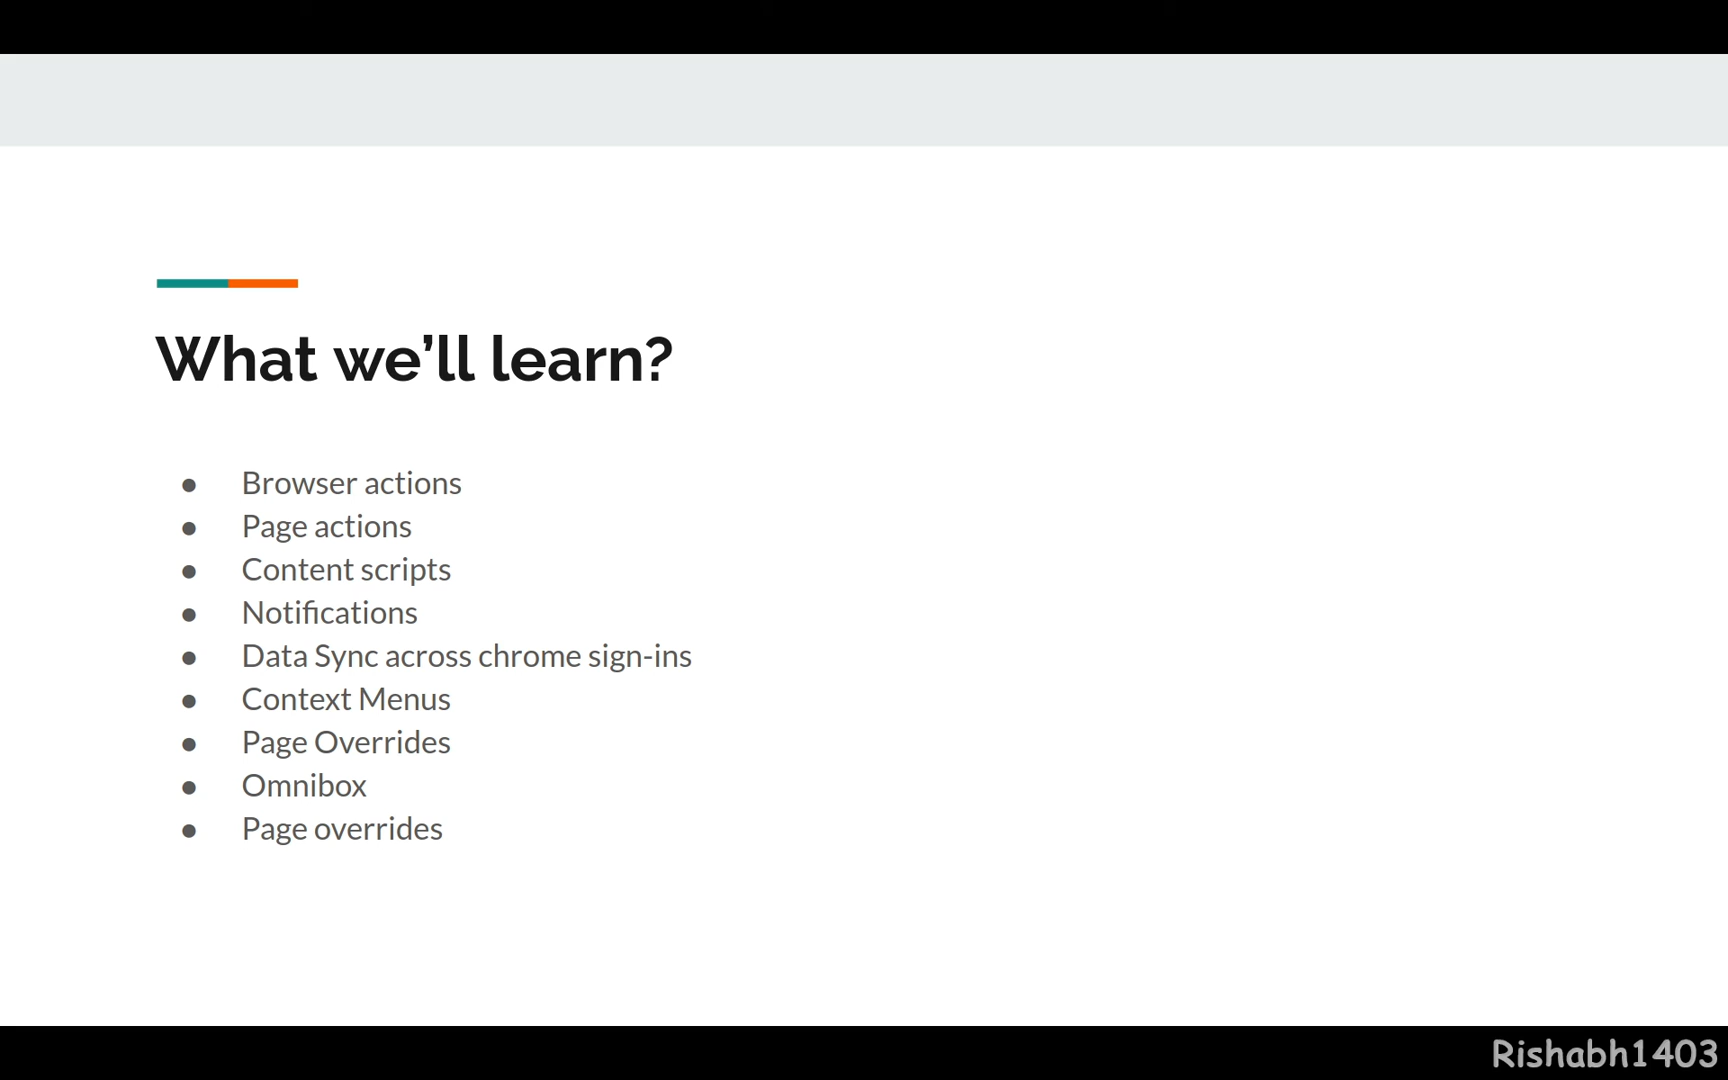 What we’ll learn?
● Browser actions
● Page actions
● Content scripts
● Notifications
● Data Sync across chrome sign-ins
● Context Menus
● Page Overrides
● Omnibox
● Page overrides
Rishabh1403